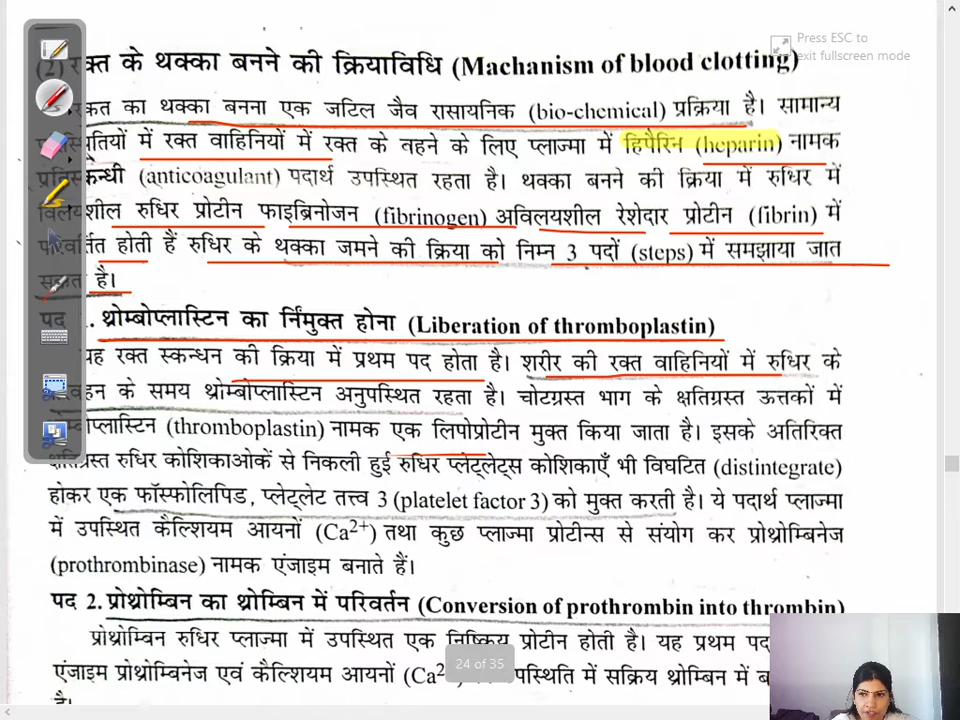 (2) रक्त के थक्का बनने की क्रियाविधि (Machanism of blood clotting)
Press ESC to
exit fullscreen mode
रक्त का थक्का बनना एक जटिल जैव रासायनिक (bio-chemical) प्रक्रिया है। सामान्य
में रक्त वाहिनियों में रक्त के वहने के लिए प्लाज्मा में हिपैरिन (heparin) नामक
प्रतिस्कन्धी (anticoagulant) पदार्थ उपस्थित रहता है। थक्का बनने की क्रिया में रुधिर में
विलयशील रुधिर प्रोटीन फाइब्रिनोजन (fibrinogen) अविलयशील रेशेदार प्रोटीन (fibrin) में
परिवर्तित होती हैं रुधिर के थक्का जमने की क्रिया को निम्न 3 पदों (steps) में समझाया जात
सकता है।
पद 1. थ्रोम्बोप्लास्टिन का र्निमुक्त होना (Liberation of thromboplastin)
यह रक्त स्कन्धन की क्रिया में प्रथम पद होता है। शरीर की रक्त वाहिनियों में रुधिर के
के समय थ्रोम्बोप्लास्टिन अनुपस्थित रहता है। चोटग्रस्त भाग के क्षतिग्रस्त ऊत्तकों में
(thromboplastin) नामक एक लिपोप्रोटीन मुक्त किया जाता है। इसके अतिरिक्त
क्षतिग्रस्त रुधिर कोशिकाओकें से निकली हुई रुधिर प्लेट्लेट्स कोशिकाएँ भी विघटित (distintegrate)
होकर एक फॉस्फोलिपिड, प्लेट्लेट तत्त्व 3 (platelet factor 3) को मुक्त करती है। ये पदार्थ प्लाज्मा
में उपस्थित कैल्शियम आयनों (Ca2+) तथा कुछ प्लाज्मा प्रोटीन्स से संयोग कर प्रोथ्रोम्बिनेज
(prothrombinase) नामक एंजाइम बनाते हैं।
पद 2. प्रोथ्रोम्बिन का थ्रोम्बिन में परिवर्तन (Conversion of prothrombin into thrombin)
प्रोथ्रोम्विन रुधिर प्लाज्मा में उपस्थित एक निष्क्रिय प्रोटीन होती है। यह प्रथम पद
24 of 35
एंजाइम प्रोथ्रोम्बिनेज एवं कैल्शियम आयनों (Ca2 पस्थिति में सक्रिय थ्रोम्बिन में ब
है।